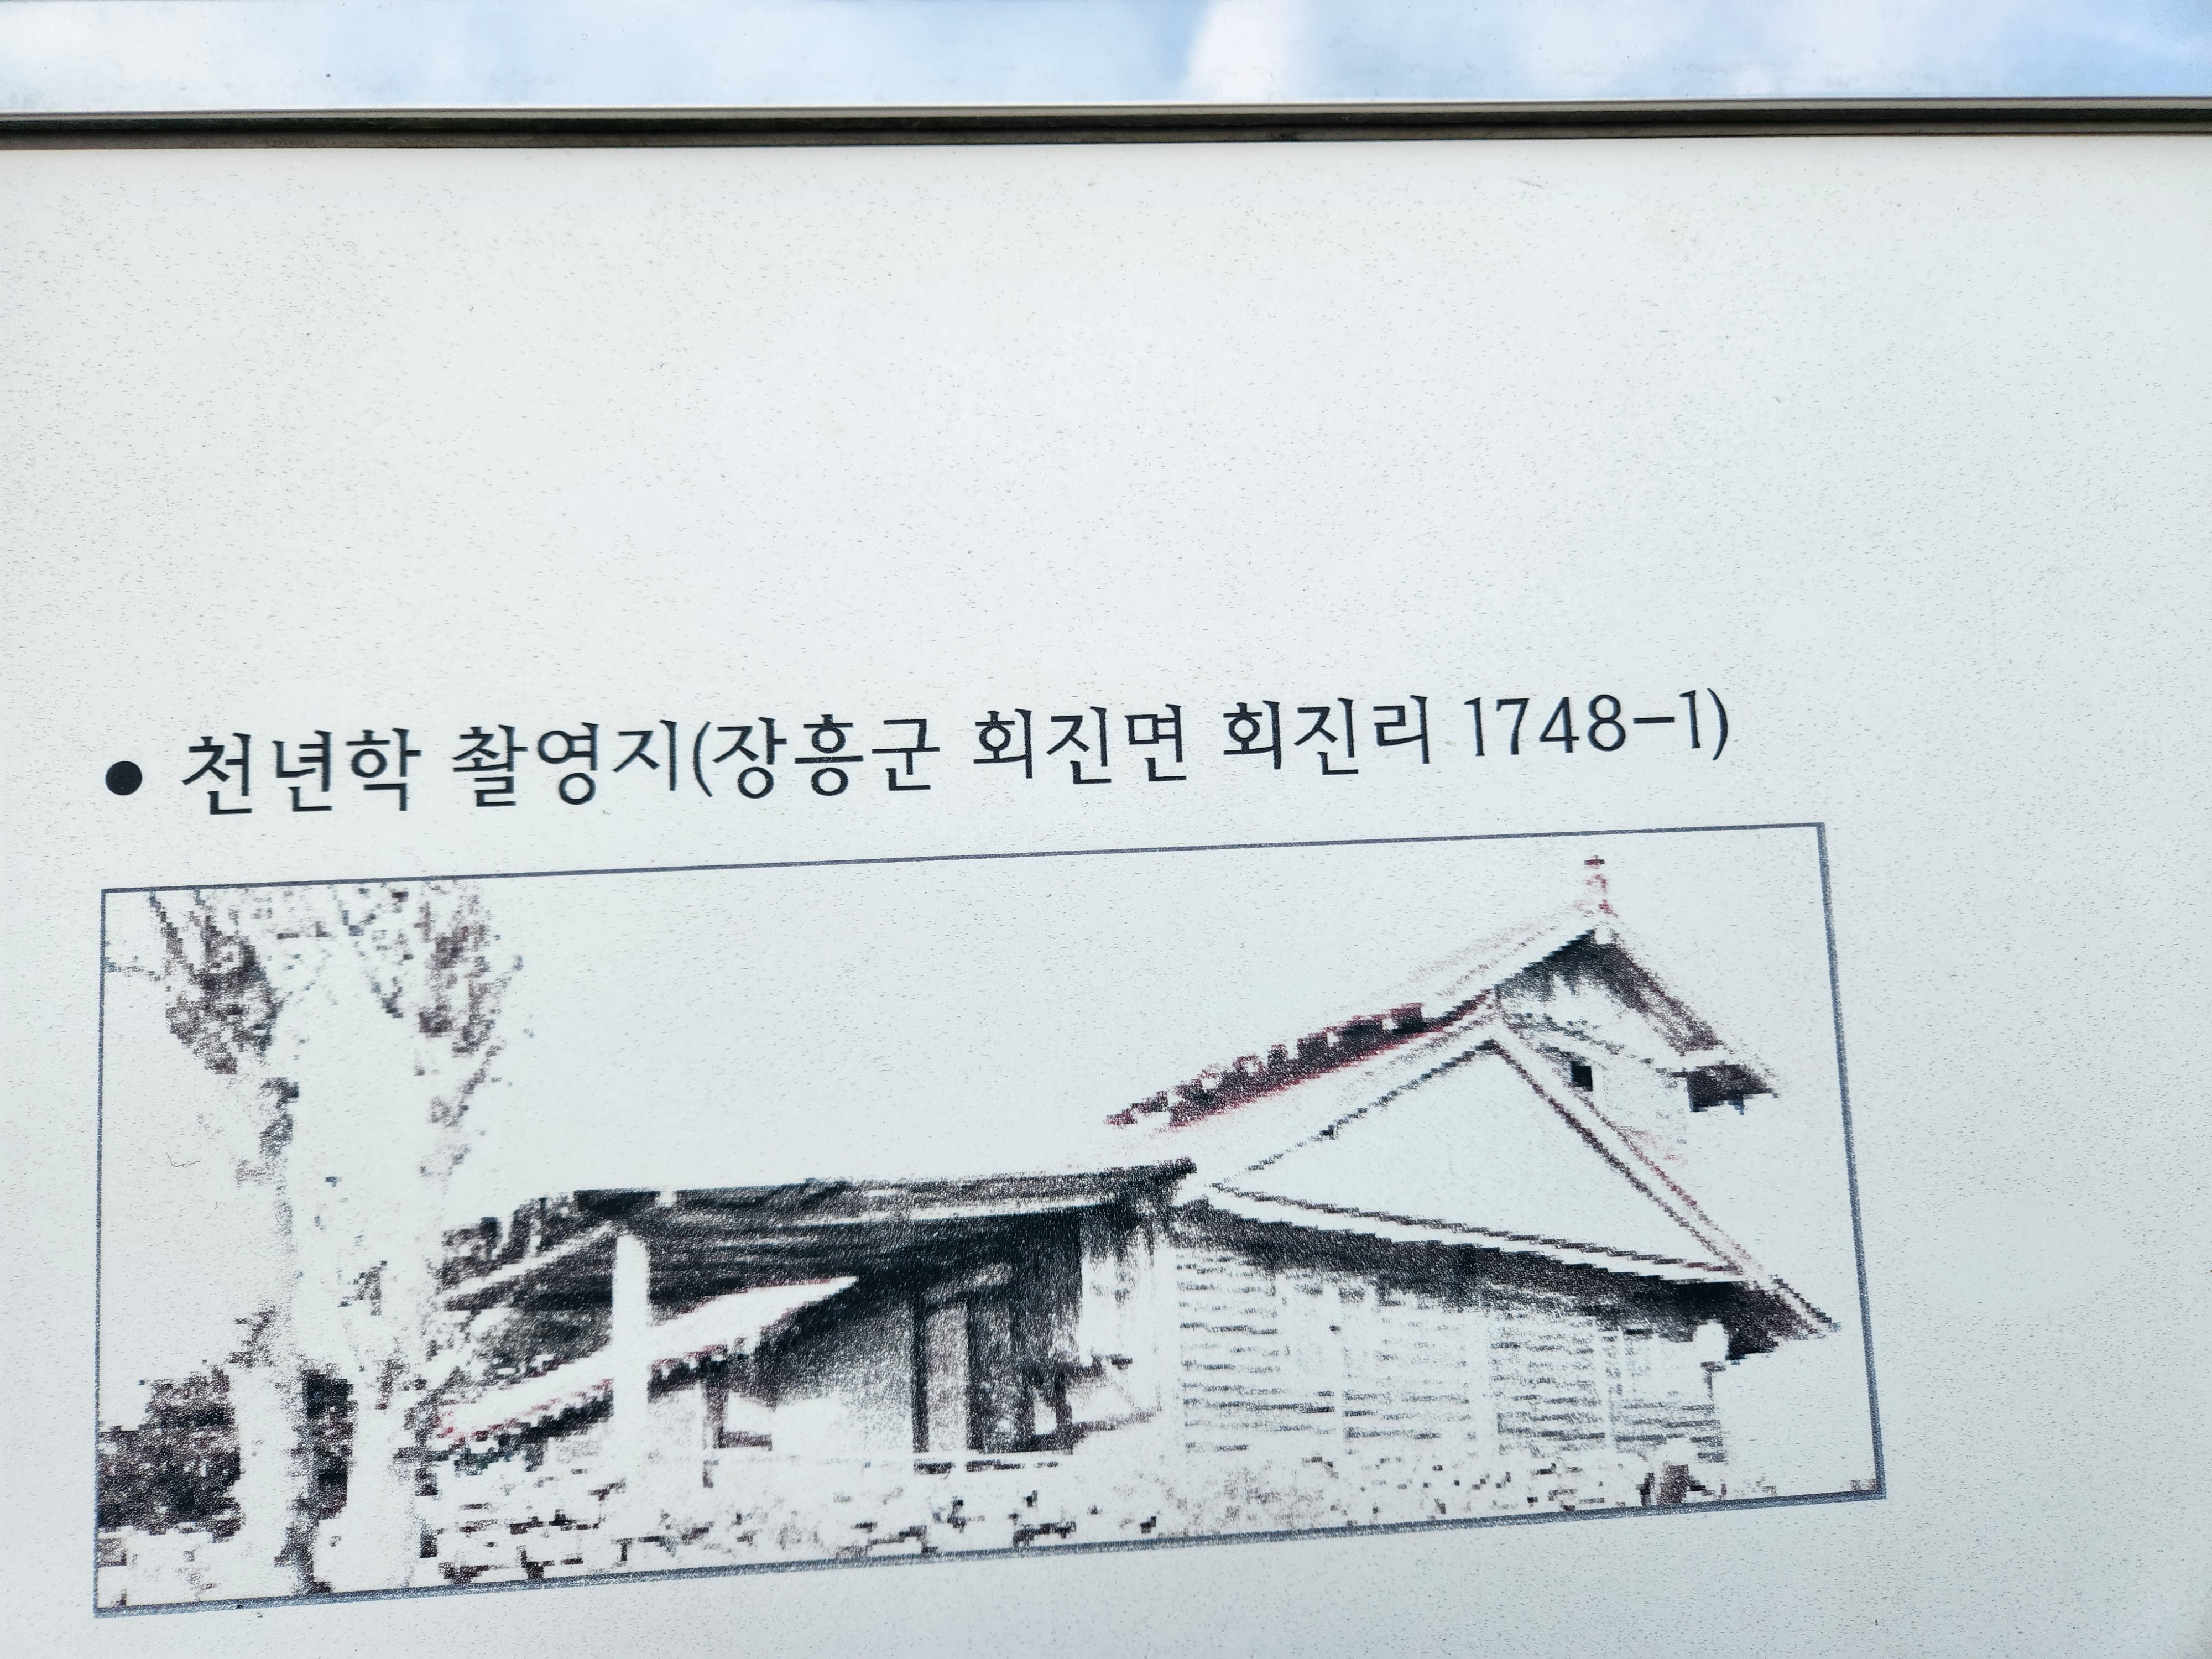 ● 천년학 촬영지(장흥군 회진면 회진리 1748-1)